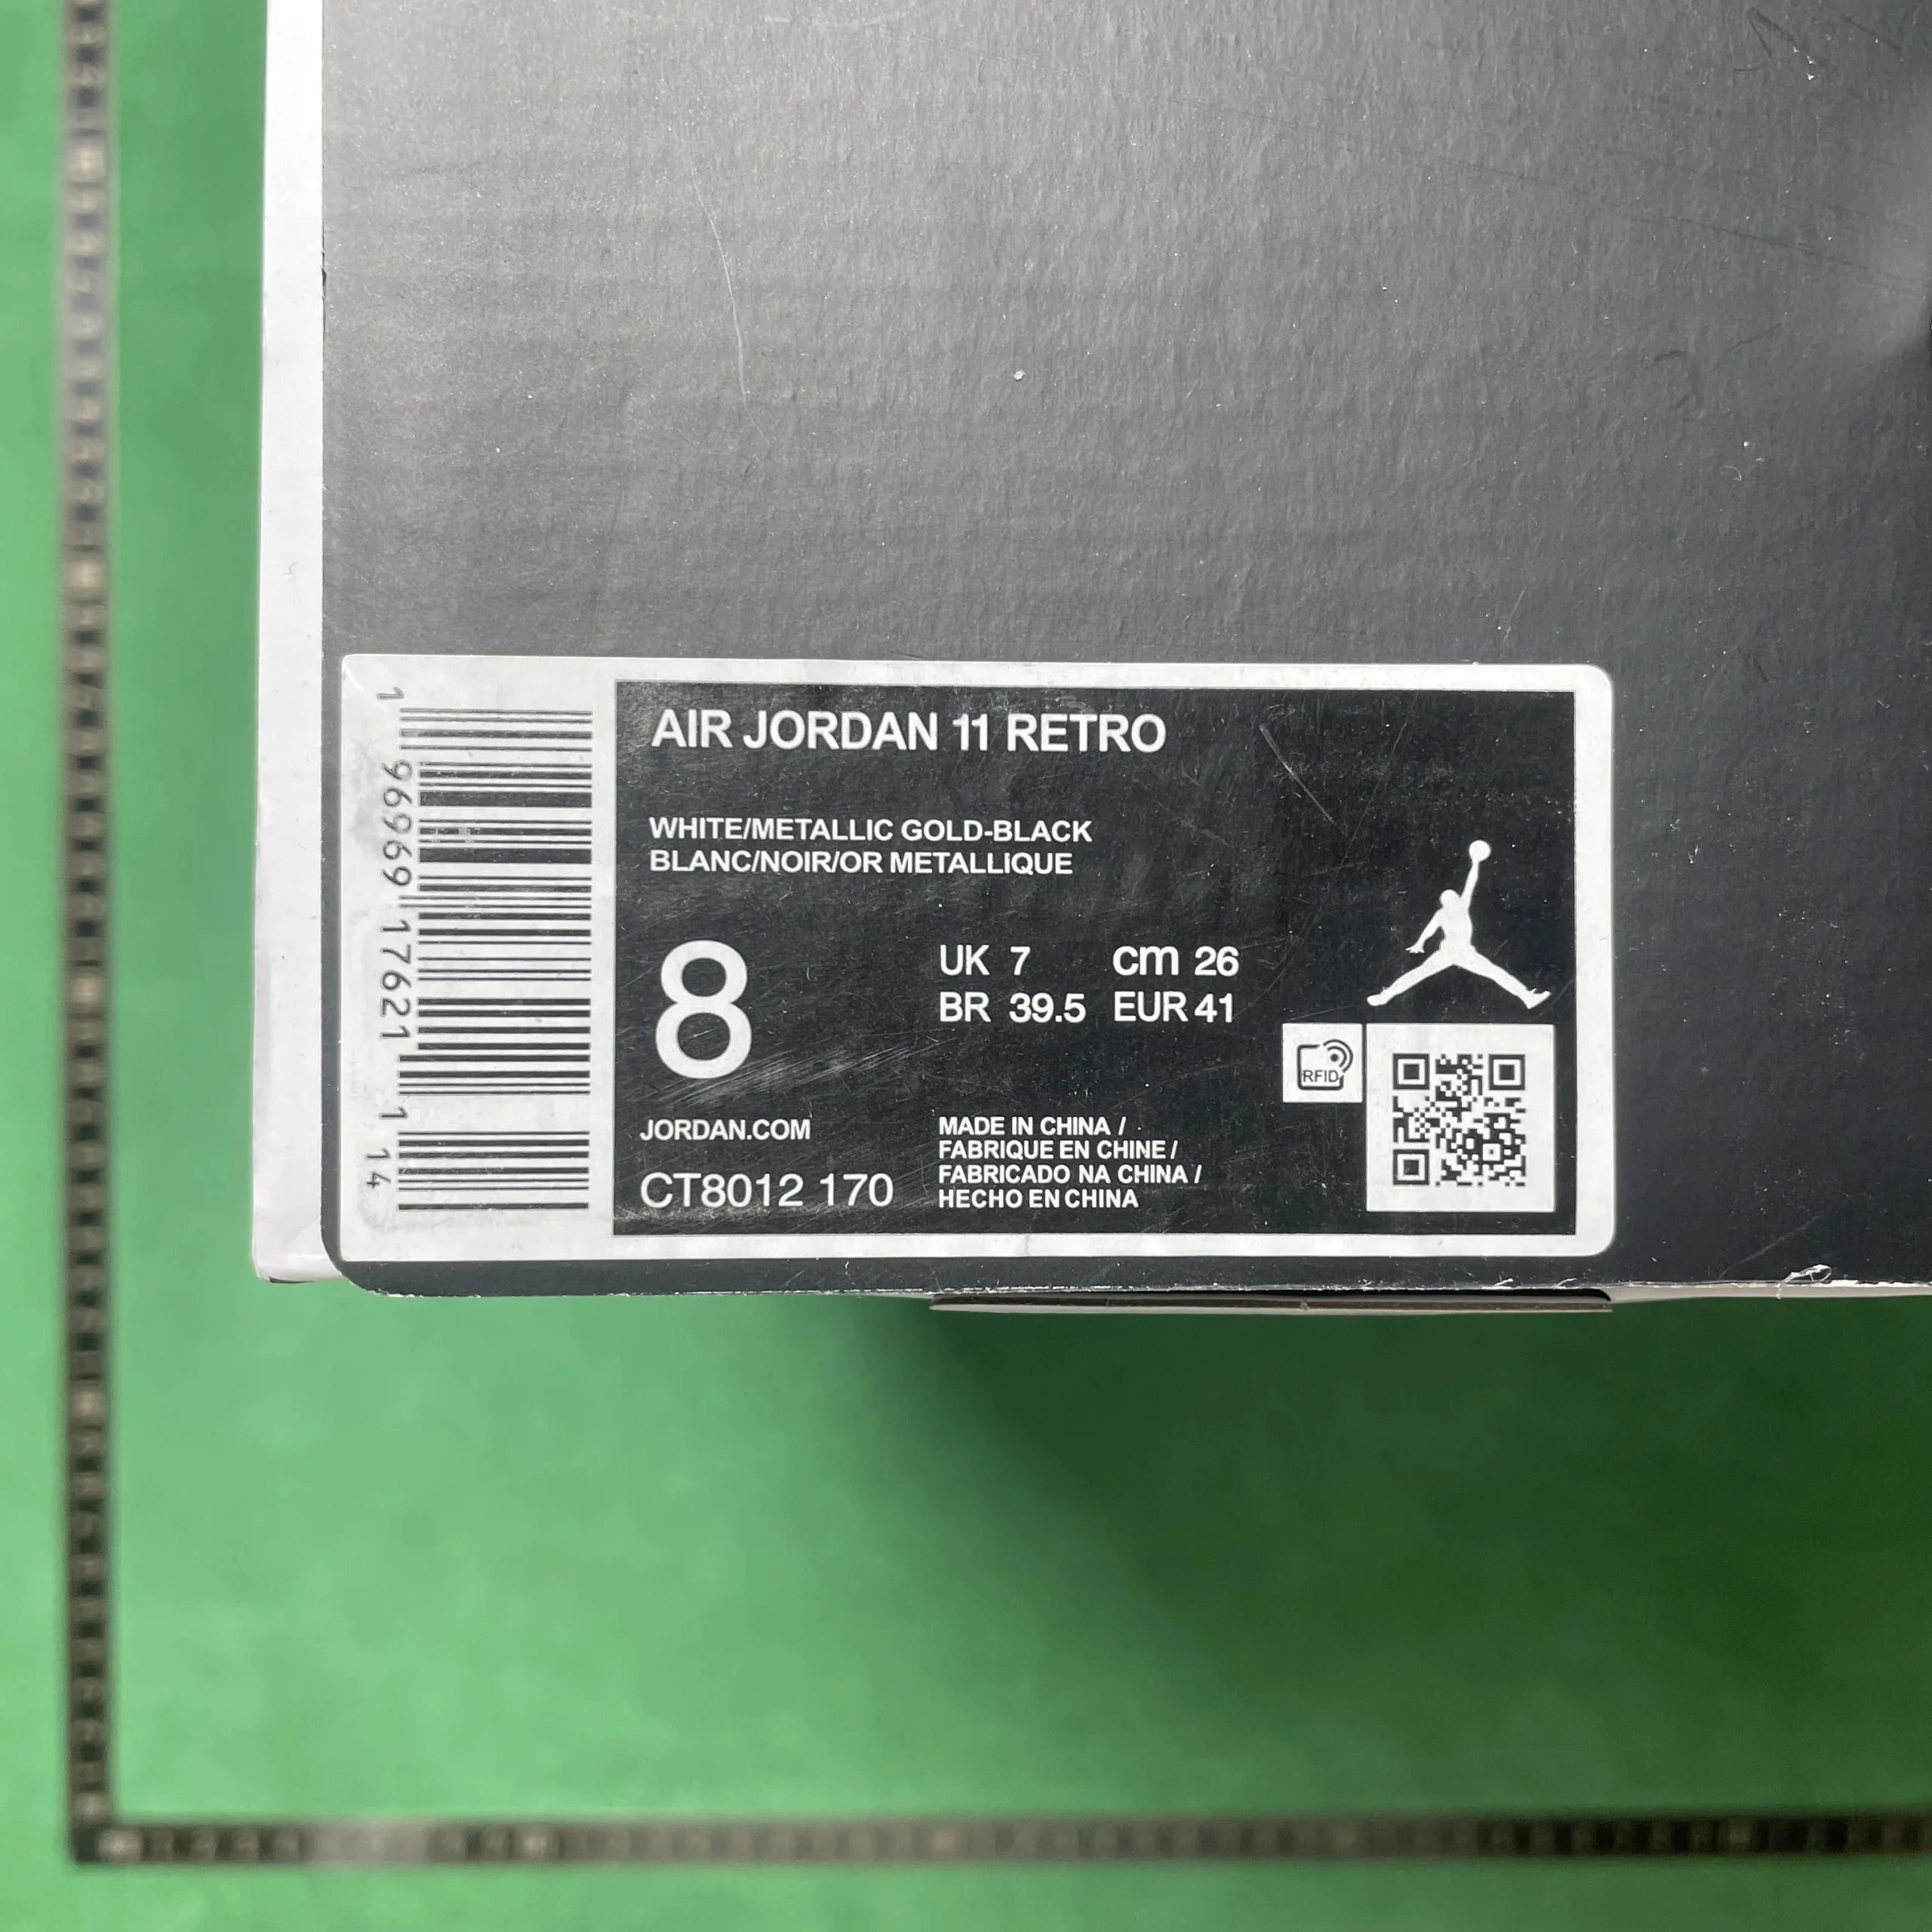 AIR JORDAN 11 RETRO
WHITE/METALLIC GOLD-BLACK
BLANC/NOIR/OR METALLIQUE
8
UK 7 cm 26
BR 39.5 EUR 41
RFID
JORDAN.COM
CT8012 170
MADE IN CHINA /
FABRIQUE EN CHINE /
FABRICADO NA CHINA /
HECHO EN CHINA
1 96969 17621 1 14